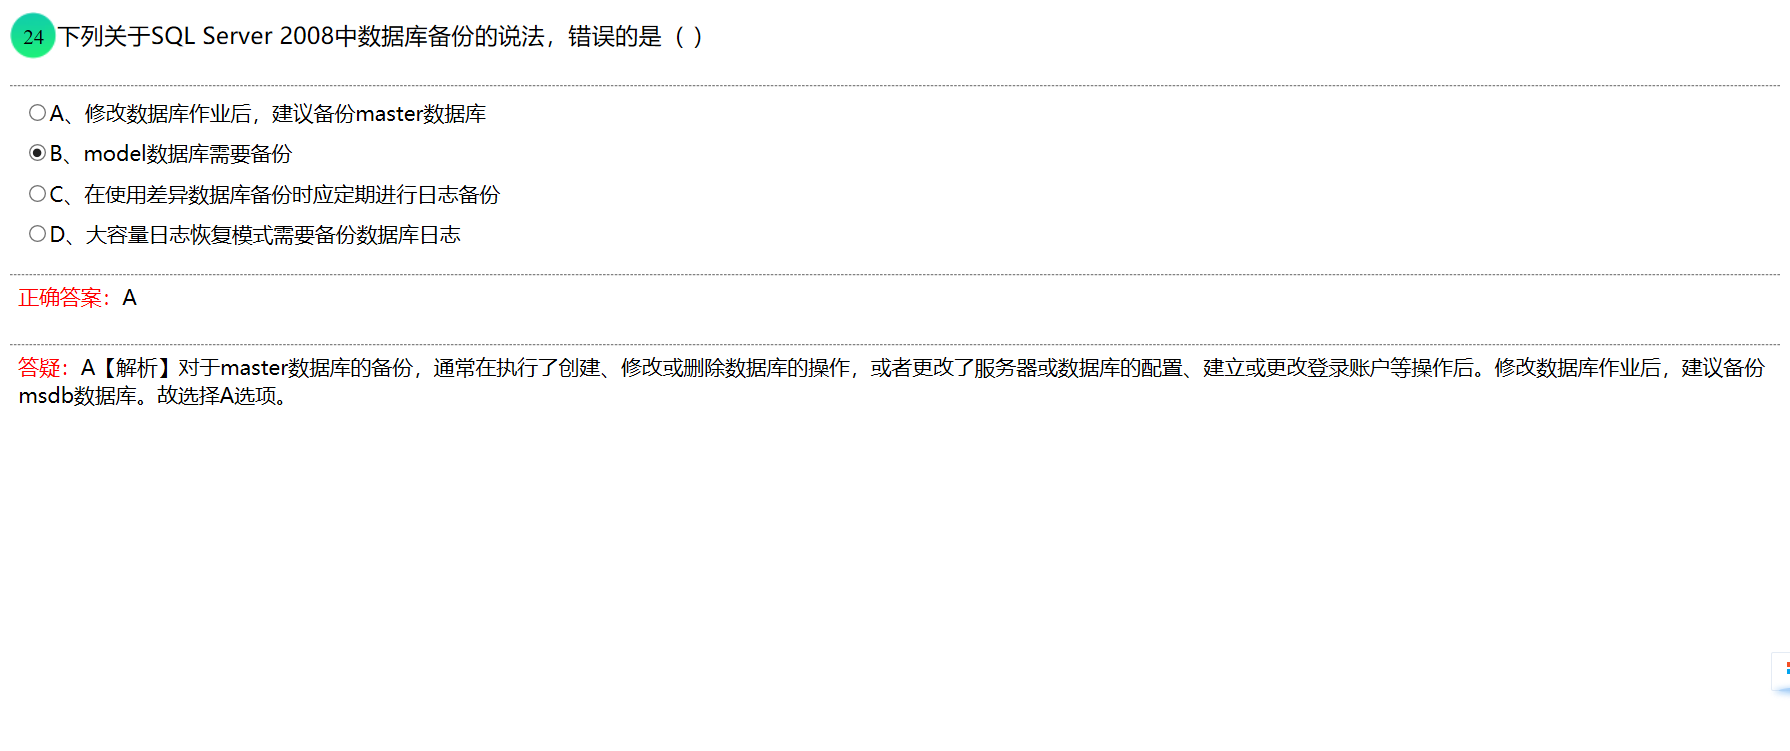 24 下列关于SQL Server 2008中数据库备份的说法，错误的是（ ）
A、修改数据库作业后，建议备份master数据库
B、model数据库需要备份
C、在使用差异数据库备份时应定期进行日志备份
D、大容量日志恢复模式需要备份数据库日志
正确答案：A
答疑：A【解析】对于master数据库的备份，通常在执行了创建、修改或删除数据库的操作，或者更改了服务器或数据库的配置、建立或更改登录账户等操作后。修改数据库作业后，建议备份
msdb数据库。故选择A选项。